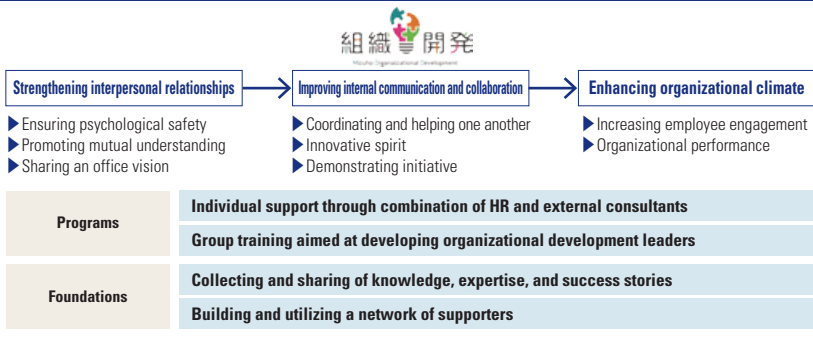 組織開発
Mizuho Organizational Development
Strengthening interpersonal relationships
Improving internal communication and collaboration
Enhancing organizational climate
▶Ensuring psychological safety
▶Promoting mutual understanding
▶Sharing an office vision
▶Coordinating and helping one another
▶Innovative spirit
▶Demonstrating initiative
▶Increasing employee engagement
▶Organizational performance
Programs
Individual support through combination of HR and external consultants
Group training aimed at developing organizational development leaders
Foundations
Collecting and sharing of knowledge, expertise, and success stories
Building and utilizing a network of supporters